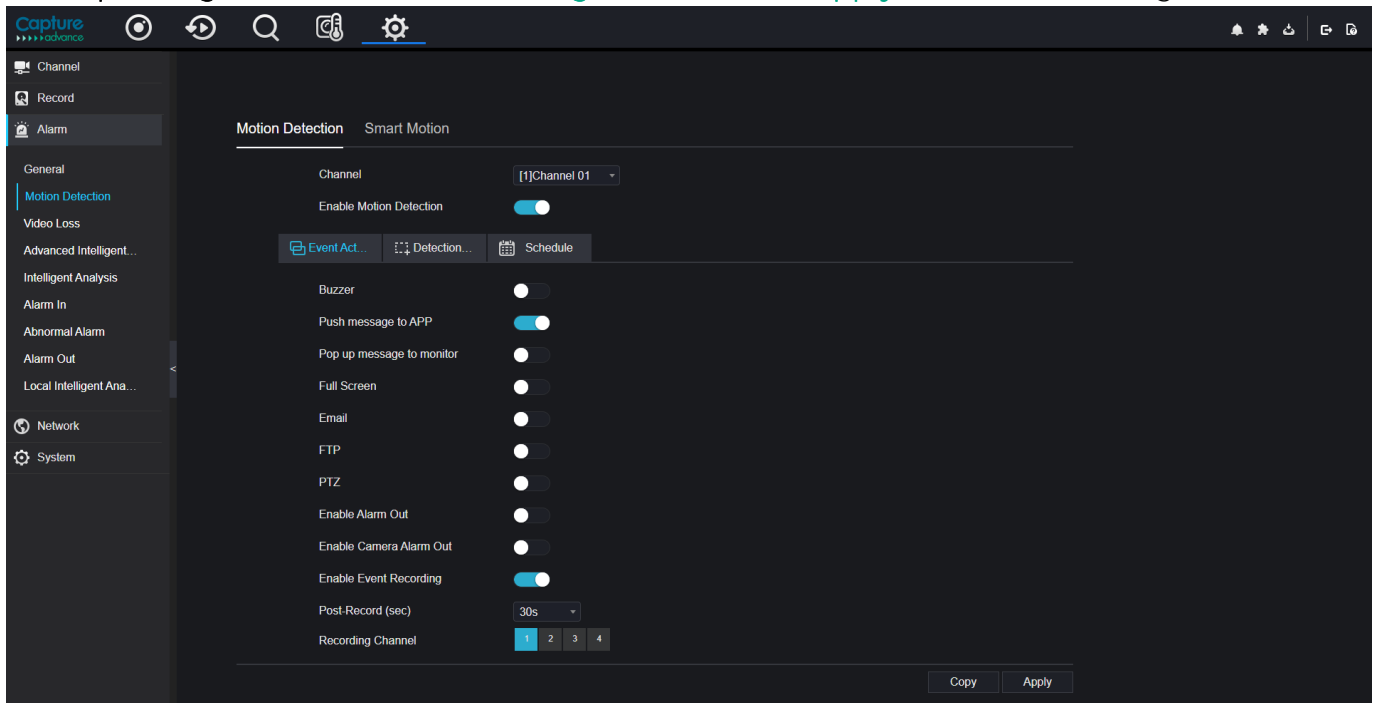 Capture
advance
Channel
Record
Alarm
General
Motion Detection
Video Loss
Advanced Intelligent...
Intelligent Analysis
Alarm In
Abnormal Alarm
Alarm Out
Local Intelligent Ana...
Network
System
<
Motion Detection Smart Motion
Channel [1]Channel 01
Enable Motion Detection
Event Act... Detection... Schedule
Buzzer
Push message to APP
Pop up message to monitor
Full Screen
Email
FTP
PTZ
Enable Alarm Out
Enable Camera Alarm Out
Enable Event Recording
Post-Record (sec) 30s
Recording Channel 1 2 3 4
Copy Apply